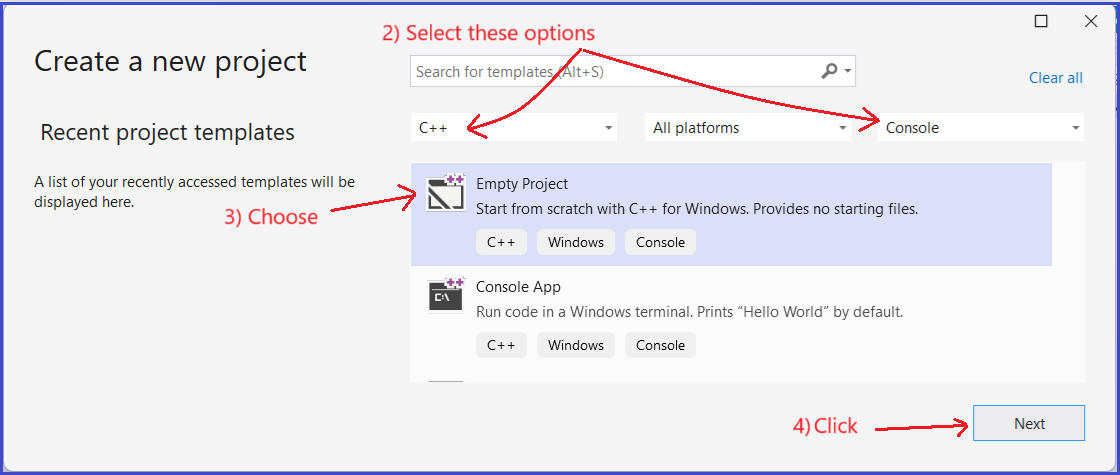 2) Select these options
Create a new project
Search for templates (Alt+S)
Clear all
Recent project templates
C++
All platforms
Console
A list of your recently accessed templates will be
displayed here.
3) Choose
Empty Project
Start from scratch with C++ for Windows. Provides no starting files.
C++ Windows Console
C:\
Console App
Run code in a Windows terminal. Prints “Hello World” by default.
C++ Windows Console
4) Click
Next